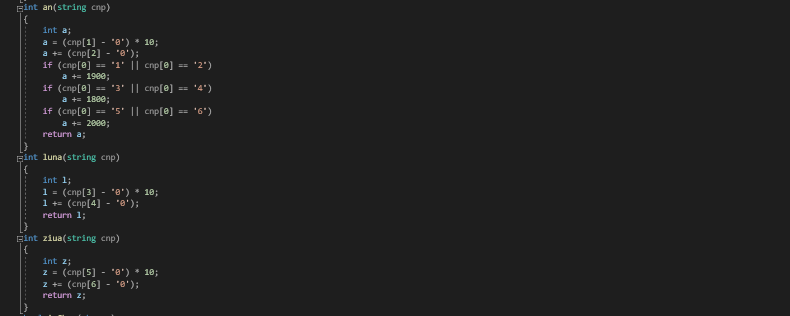 int an(string cnp)
{
int a;
a = (cnp[1] - '0') * 10;
a += (cnp[2] - '0');
if (cnp[0] == '1' || cnp[0] == '2')
a += 1900;
if (cnp[0] == '3' || cnp[0] == '4')
a += 1800;
if (cnp[0] == '5' || cnp[0] == '6')
a += 2000;
return a;
}
int luna(string cnp)
{
int l;
l = (cnp[3] - '0') * 10;
l += (cnp[4] - '0');
return l;
}
int ziua(string cnp)
{
int z;
z = (cnp[5] - '0') * 10;
z += (cnp[6] - '0');
return z;
}